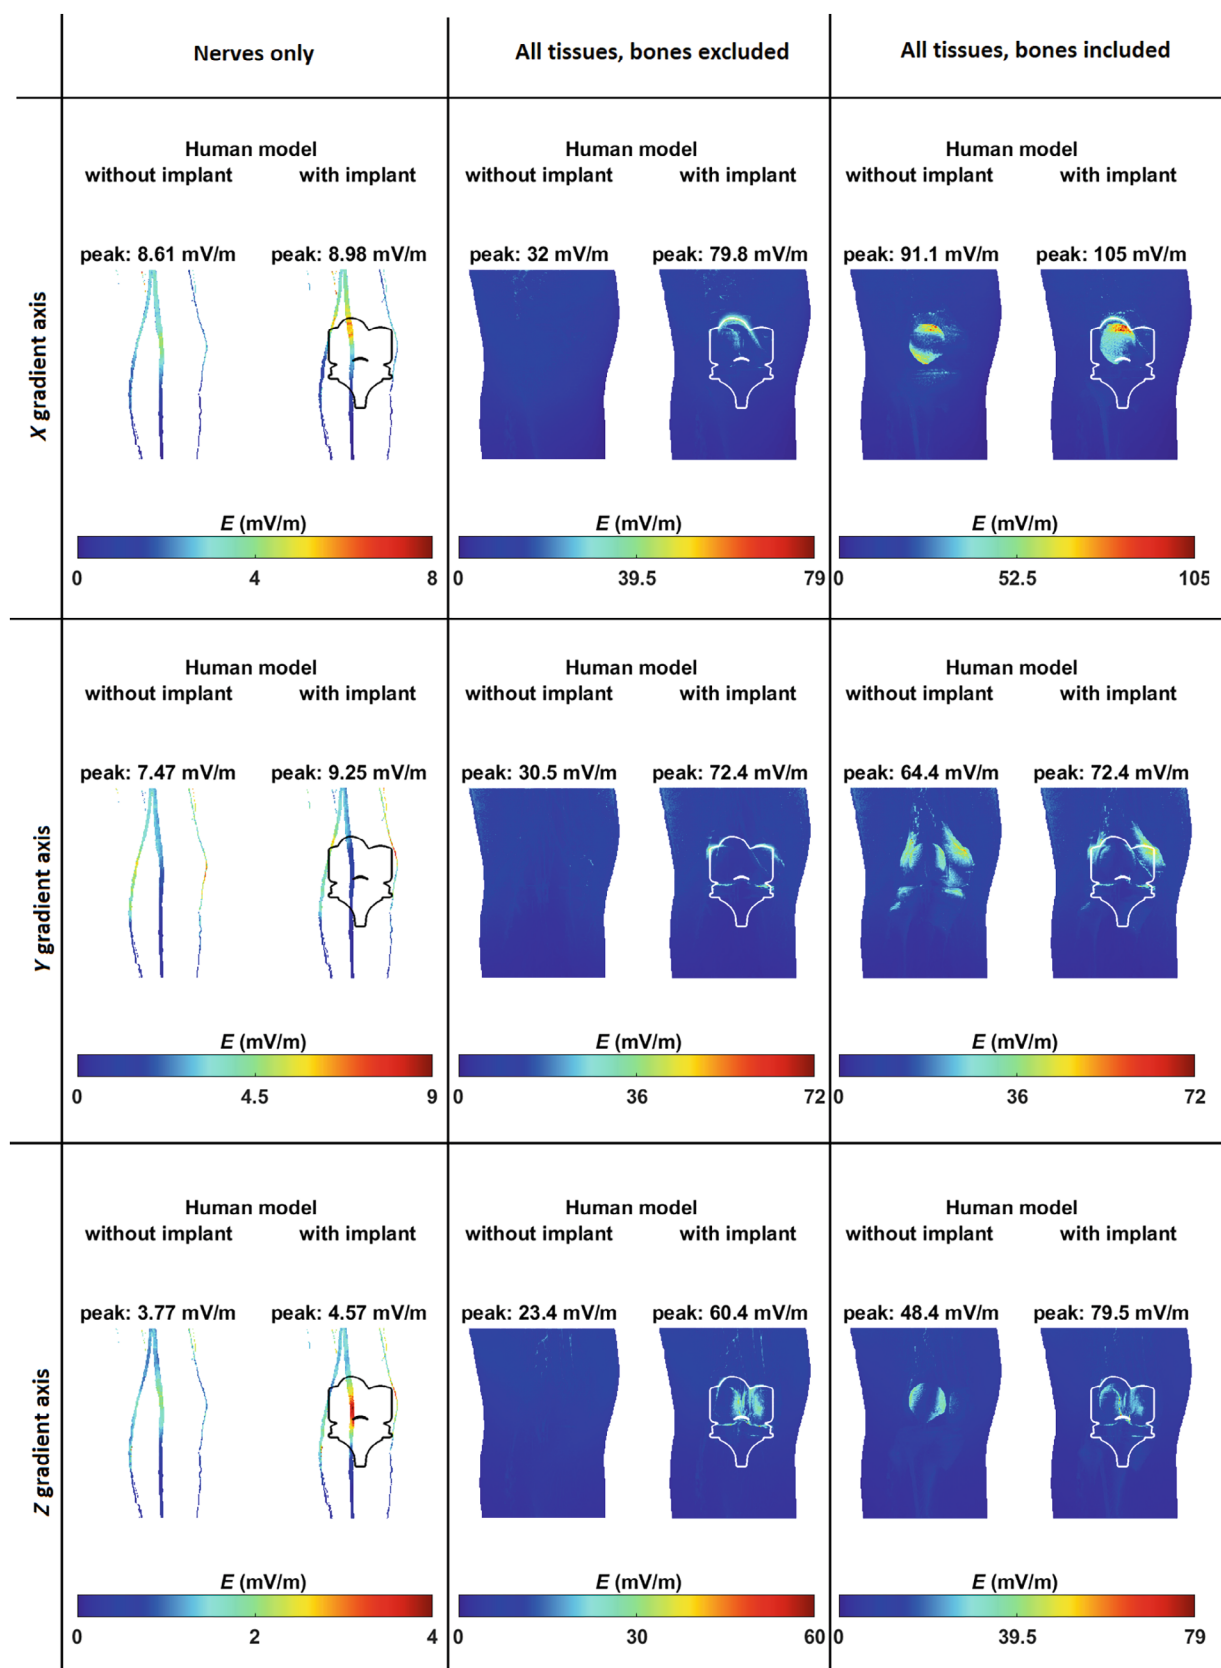 Nerves only
All tissues, bones excluded
All tissues, bones included
X gradient axis
Human model
without implant
with implant
peak: 8.61 mV/m
peak: 8.98 mV/m
E (mV/m)
0
4
8
Human model
without implant
with implant
peak: 32 mV/m
peak: 79.8 mV/m
E (mV/m)
0
39.5
79
Human model
without implant
with implant
peak: 91.1 mV/m
peak: 105 mV/m
E (mV/m)
0
52.5
105
Y gradient axis
Human model
without implant
with implant
peak: 7.47 mV/m
peak: 9.25 mV/m
E (mV/m)
0
4.5
9
Human model
without implant
with implant
peak: 30.5 mV/m
peak: 72.4 mV/m
E (mV/m)
0
36
72
Human model
without implant
with implant
peak: 64.4 mV/m
peak: 72.4 mV/m
E (mV/m)
0
36
72
Z gradient axis
Human model
without implant
with implant
peak: 3.77 mV/m
peak: 4.57 mV/m
E (mV/m)
0
2
4
Human model
without implant
with implant
peak: 23.4 mV/m
peak: 60.4 mV/m
E (mV/m)
0
30
60
Human model
without implant
with implant
peak: 48.4 mV/m
peak: 79.5 mV/m
E (mV/m)
0
39.5
79